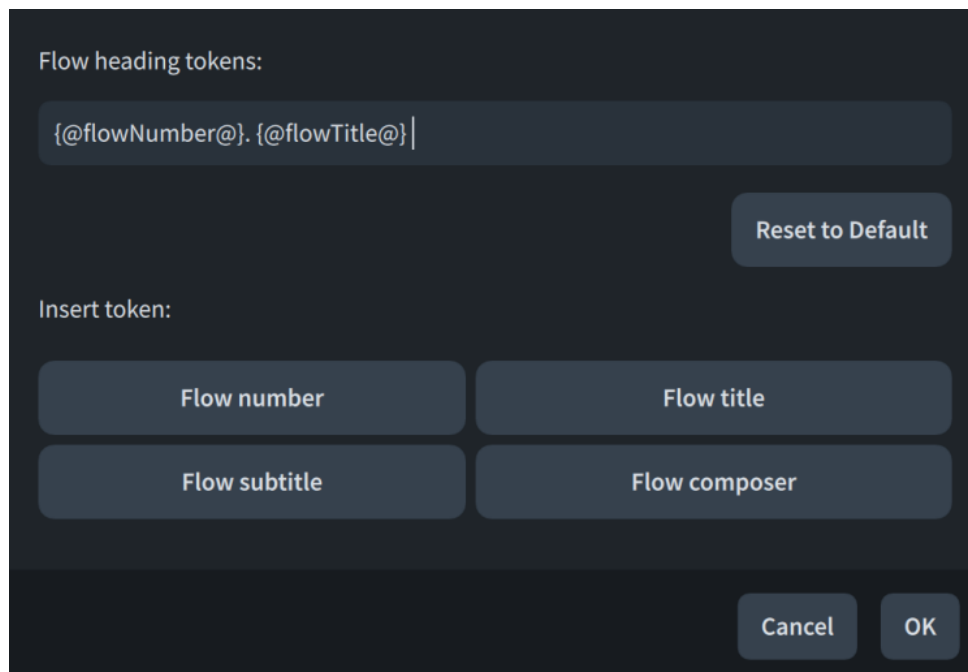 Flow heading tokens:
{@flowNumber@}. {@flowTitle@}
Reset to Default
Insert token:
Flow number
Flow title
Flow subtitle
Flow composer
Cancel
OK